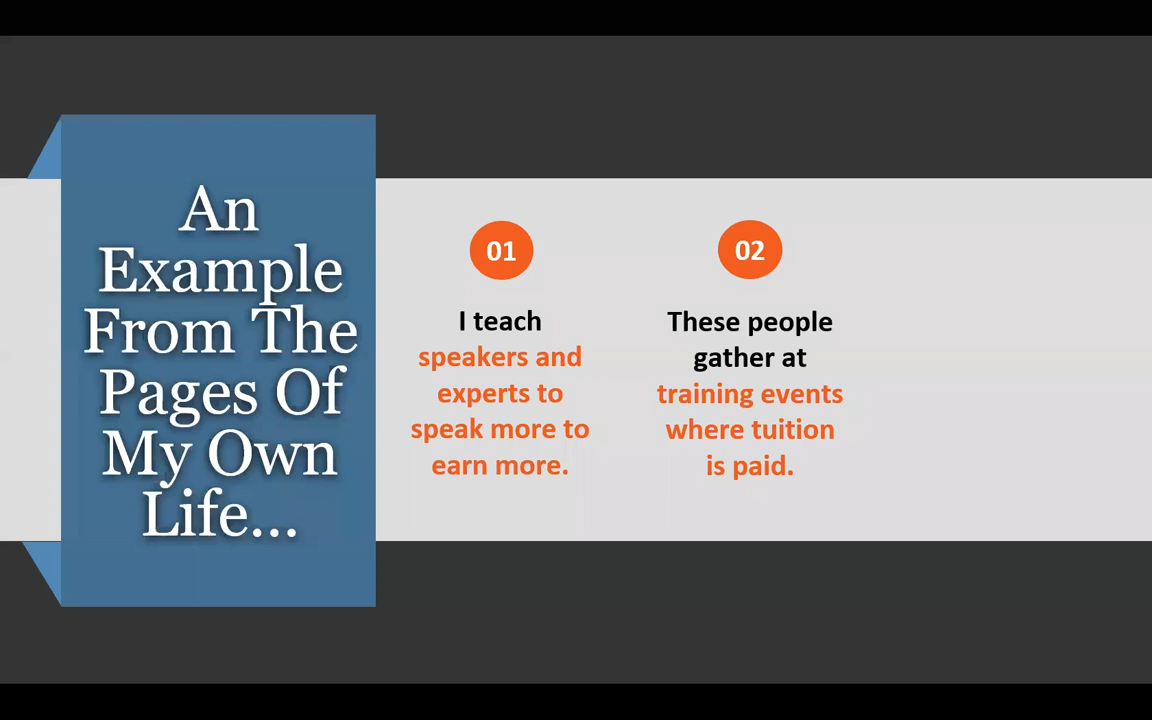 An
Example
From The
Pages Of
My Own
Life...
01
I teach
speakers and
experts to
speak more to
earn more.
02
These people
gather at
training events
where tuition
is paid.